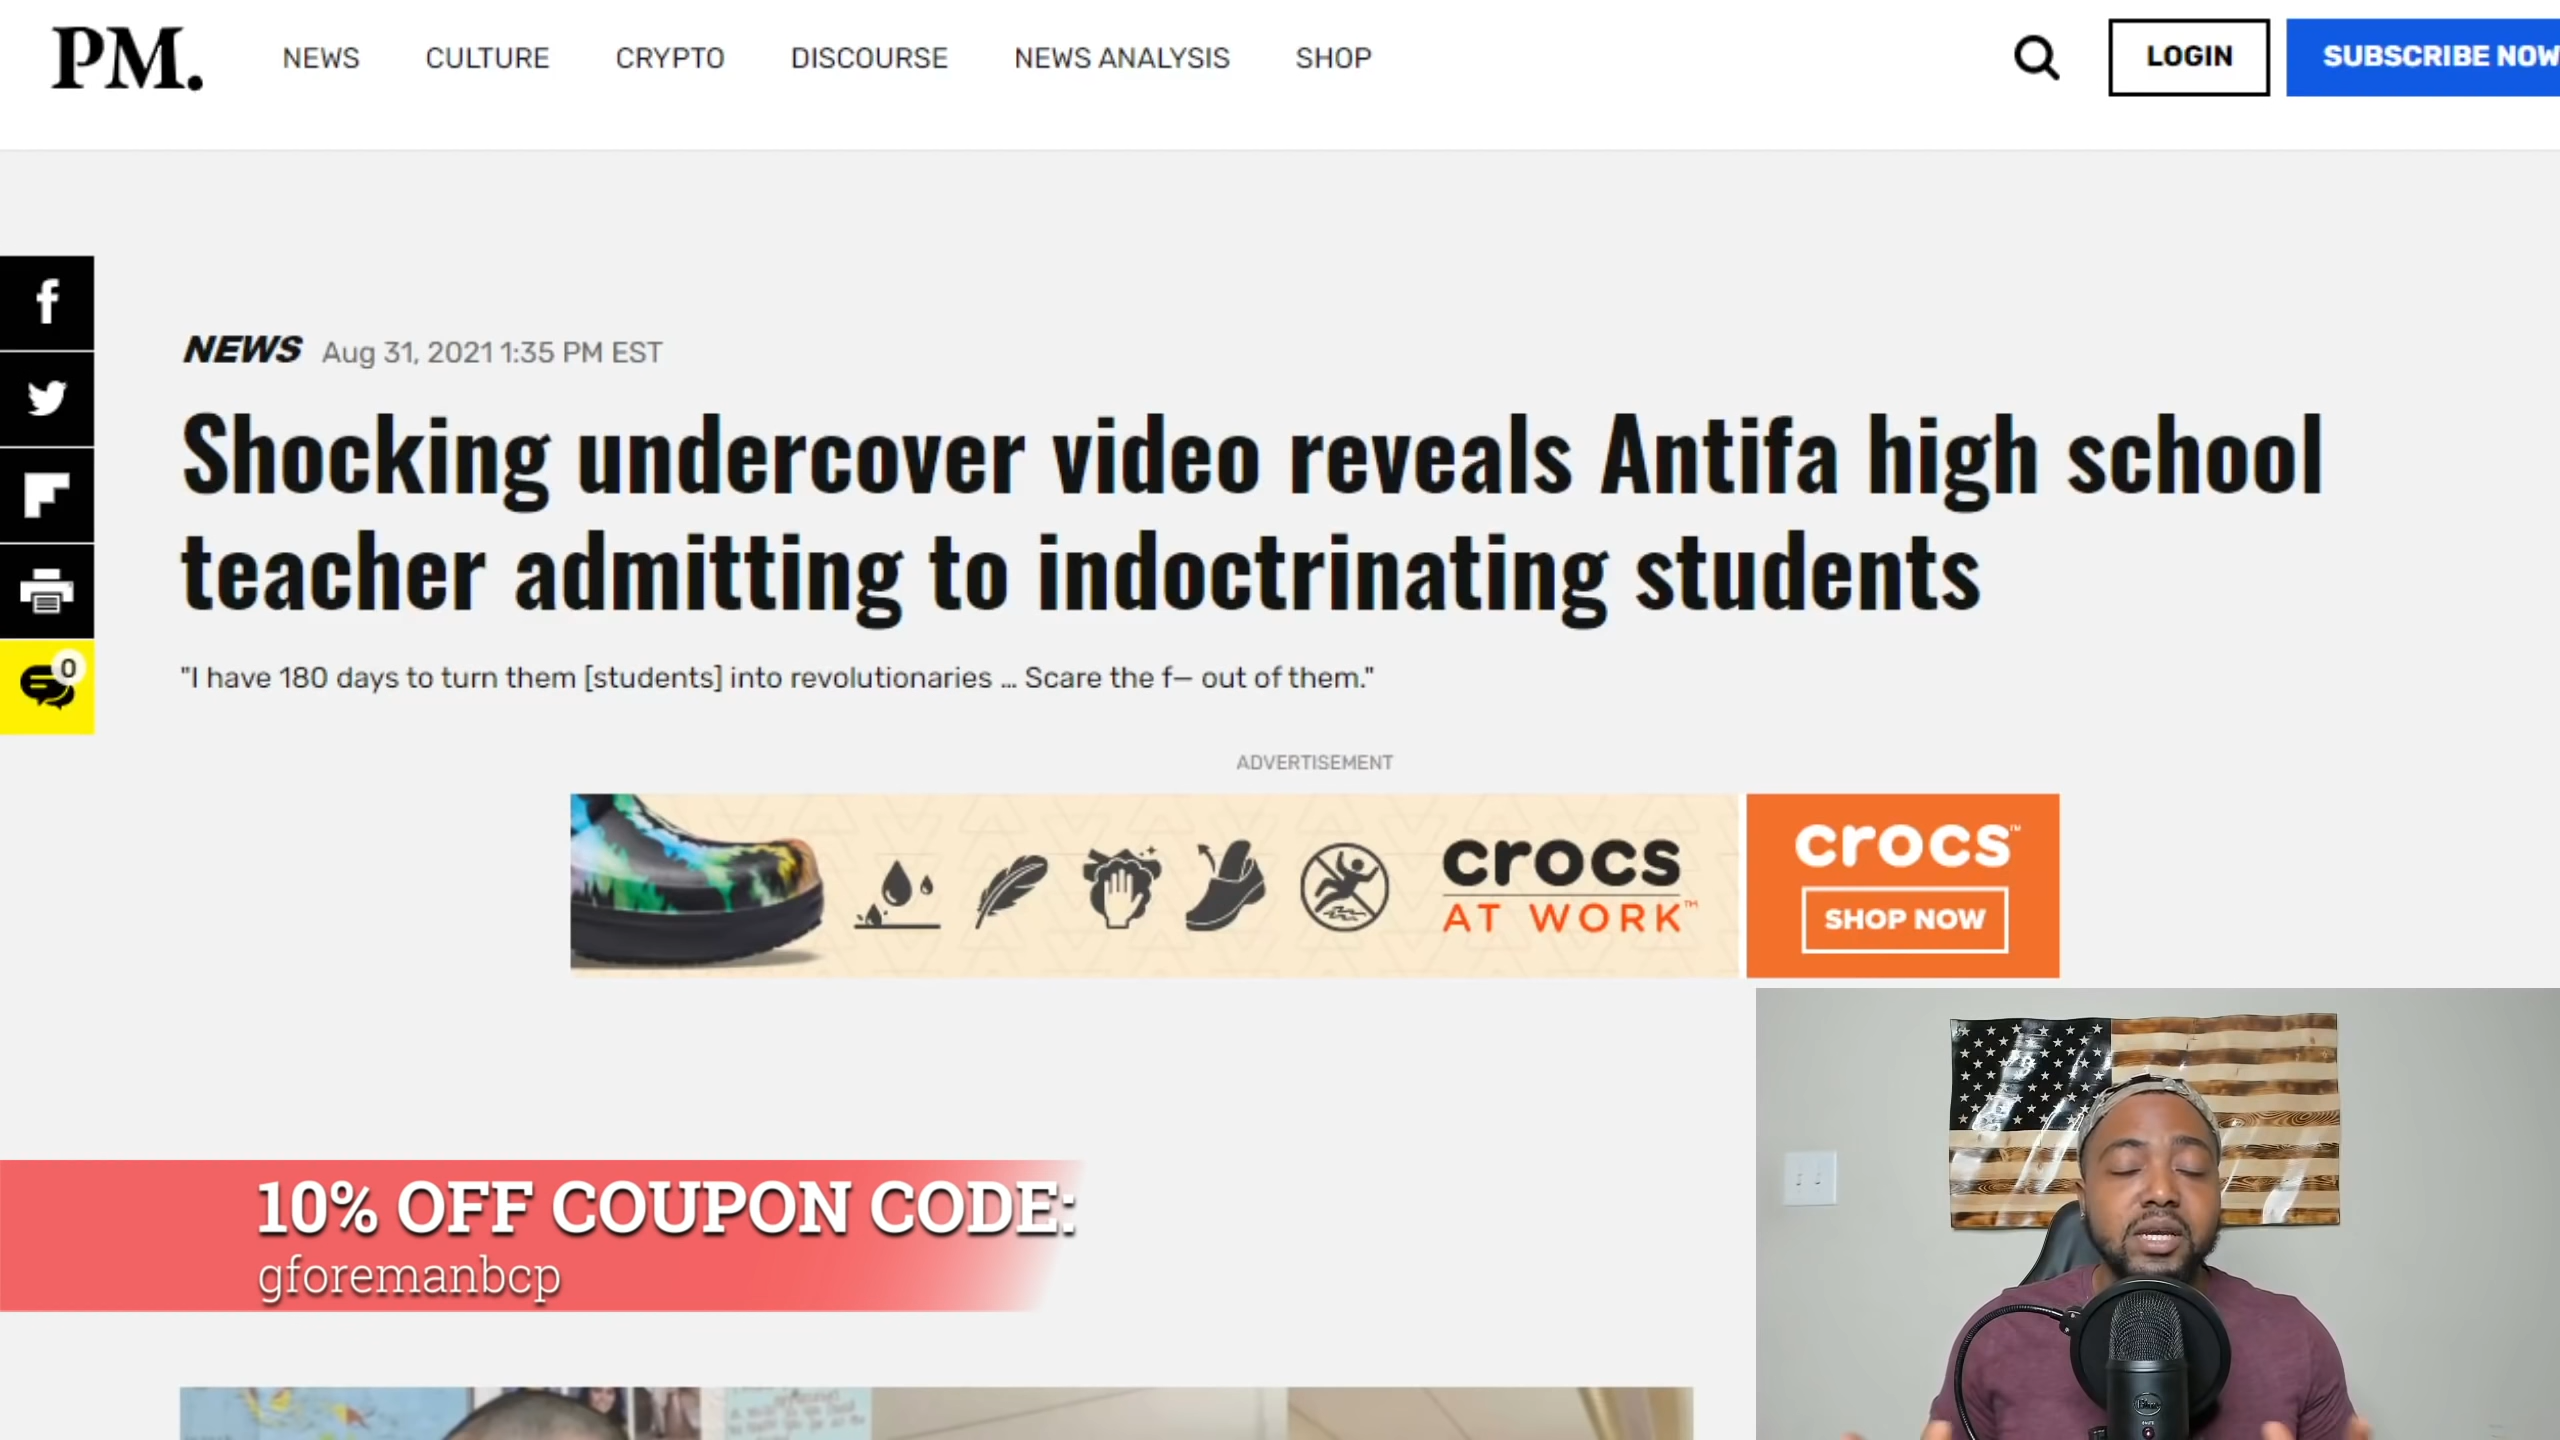 PM.
NEWS
CULTURE
CRYPTO
DISCOURSE
NEWS ANALYSIS
SHOP
LOGIN
SUBSCRIBE NOW
NEWS Aug 31, 2021 1:35 PM EST
Shocking undercover video reveals Antifa high school
teacher admitting to indoctrinating students
"I have 180 days to turn them [students] into revolutionaries ... Scare the f— out of them."
0
ADVERTISEMENT
crocs
AT WORK™
crocs™
SHOP NOW
10% OFF COUPON CODE:
gforemanbcp